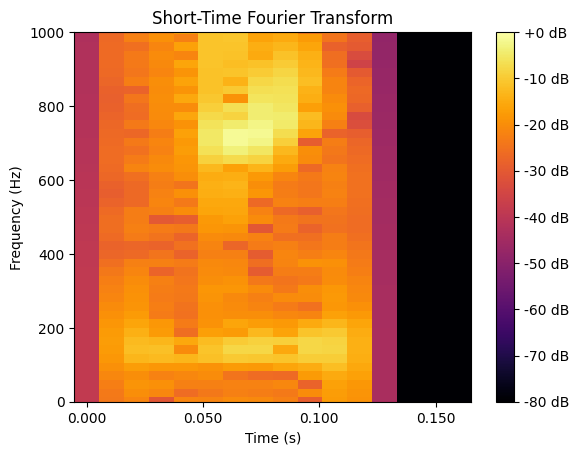 Short-Time Fourier Transform
1000
800
600
400
200
0
Frequency (Hz)
0.000
0.050
0.100
0.150
Time (s)
+0 dB
-10 dB
-20 dB
-30 dB
-40 dB
-50 dB
-60 dB
-70 dB
-80 dB